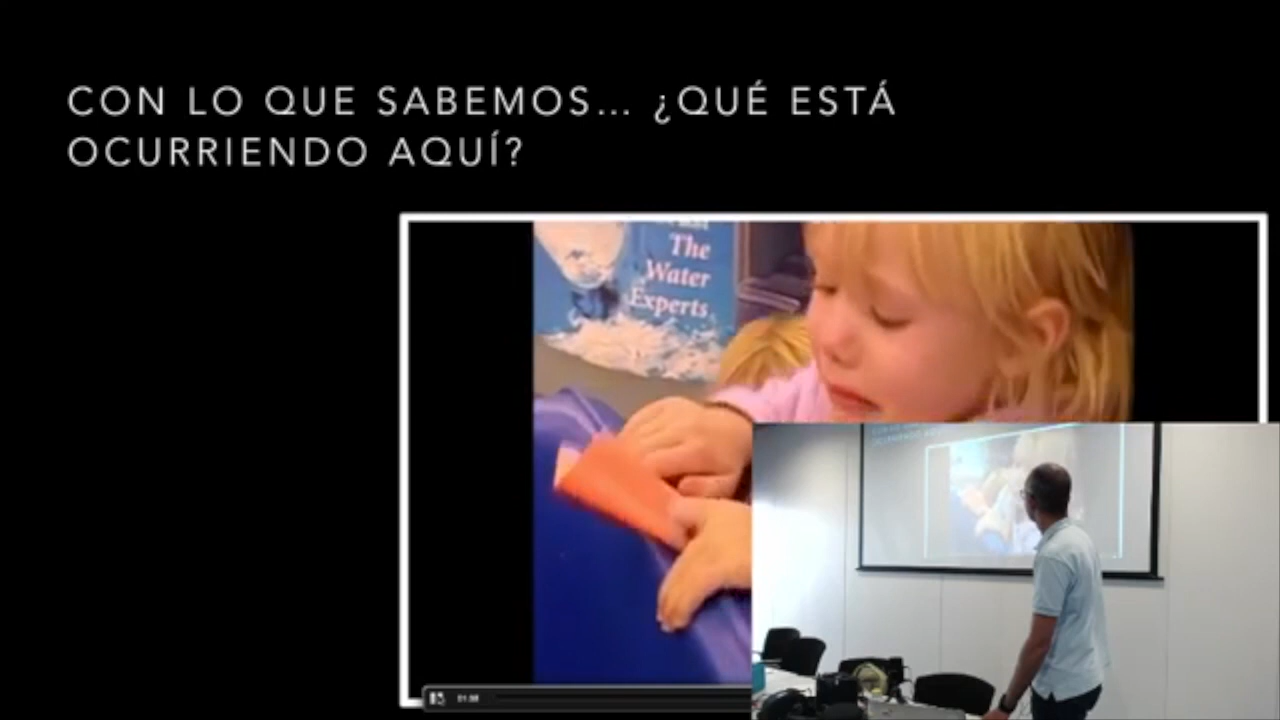 CON LO QUE SABEMOS... ¿QUÉ ESTÁ
OCURRIENDO AQUÍ?
The
Water
Experts